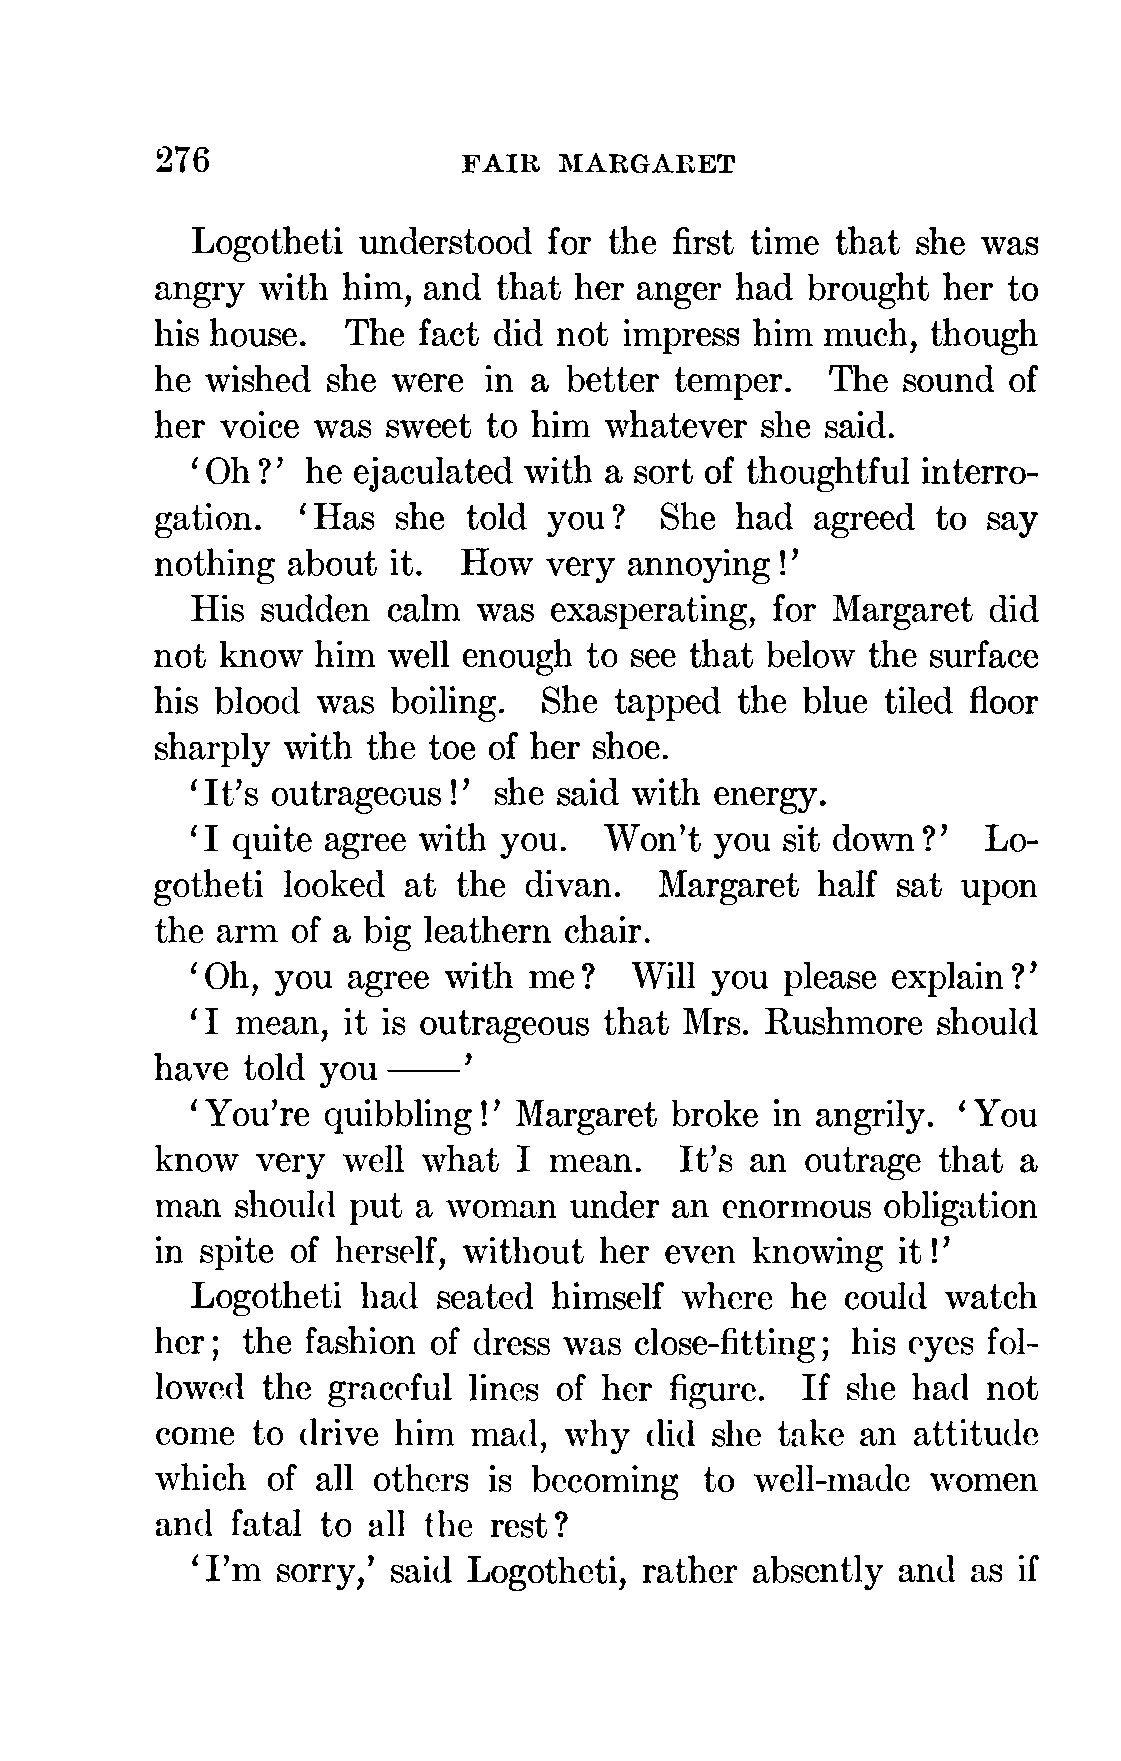 276 FAIR MARGARET
Logotheti understood for the first time that she was
angry with him, and that her anger had brought her to
his house. The fact did not impress him much, though
he wished she were in a better temper. The sound of
her voice was sweet to him whatever she said.
‘Oh?’ he ejaculated with a sort of thoughtful interro-
gation. ‘Has she told you? She had agreed to say
nothing about it. How very annoying!’
His sudden calm was exasperating, for Margaret did
not know him well enough to see that below the surface
his blood was boiling. She tapped the blue tiled floor
sharply with the toe of her shoe.
‘It’s outrageous!’ she said with energy.
‘I quite agree with you. Won’t you sit down?’ Lo-
gotheti looked at the divan. Margaret half sat upon
the arm of a big leathern chair.
‘Oh, you agree with me? Will you please explain?’
‘I mean, it is outrageous that Mrs. Rushmore should
have told you ——’
‘You’re quibbling!’ Margaret broke in angrily. ‘You
know very well what I mean. It’s an outrage that a
man should put a woman under an enormous obligation
in spite of herself, without her even knowing it!’
Logotheti had seated himself where he could watch
her; the fashion of dress was close-fitting; his eyes fol-
lowed the graceful lines of her figure. If she had not
come to drive him mad, why did she take an attitude
which of all others is becoming to well-made women
and fatal to all the rest?
‘I’m sorry,’ said Logotheti, rather absently and as if